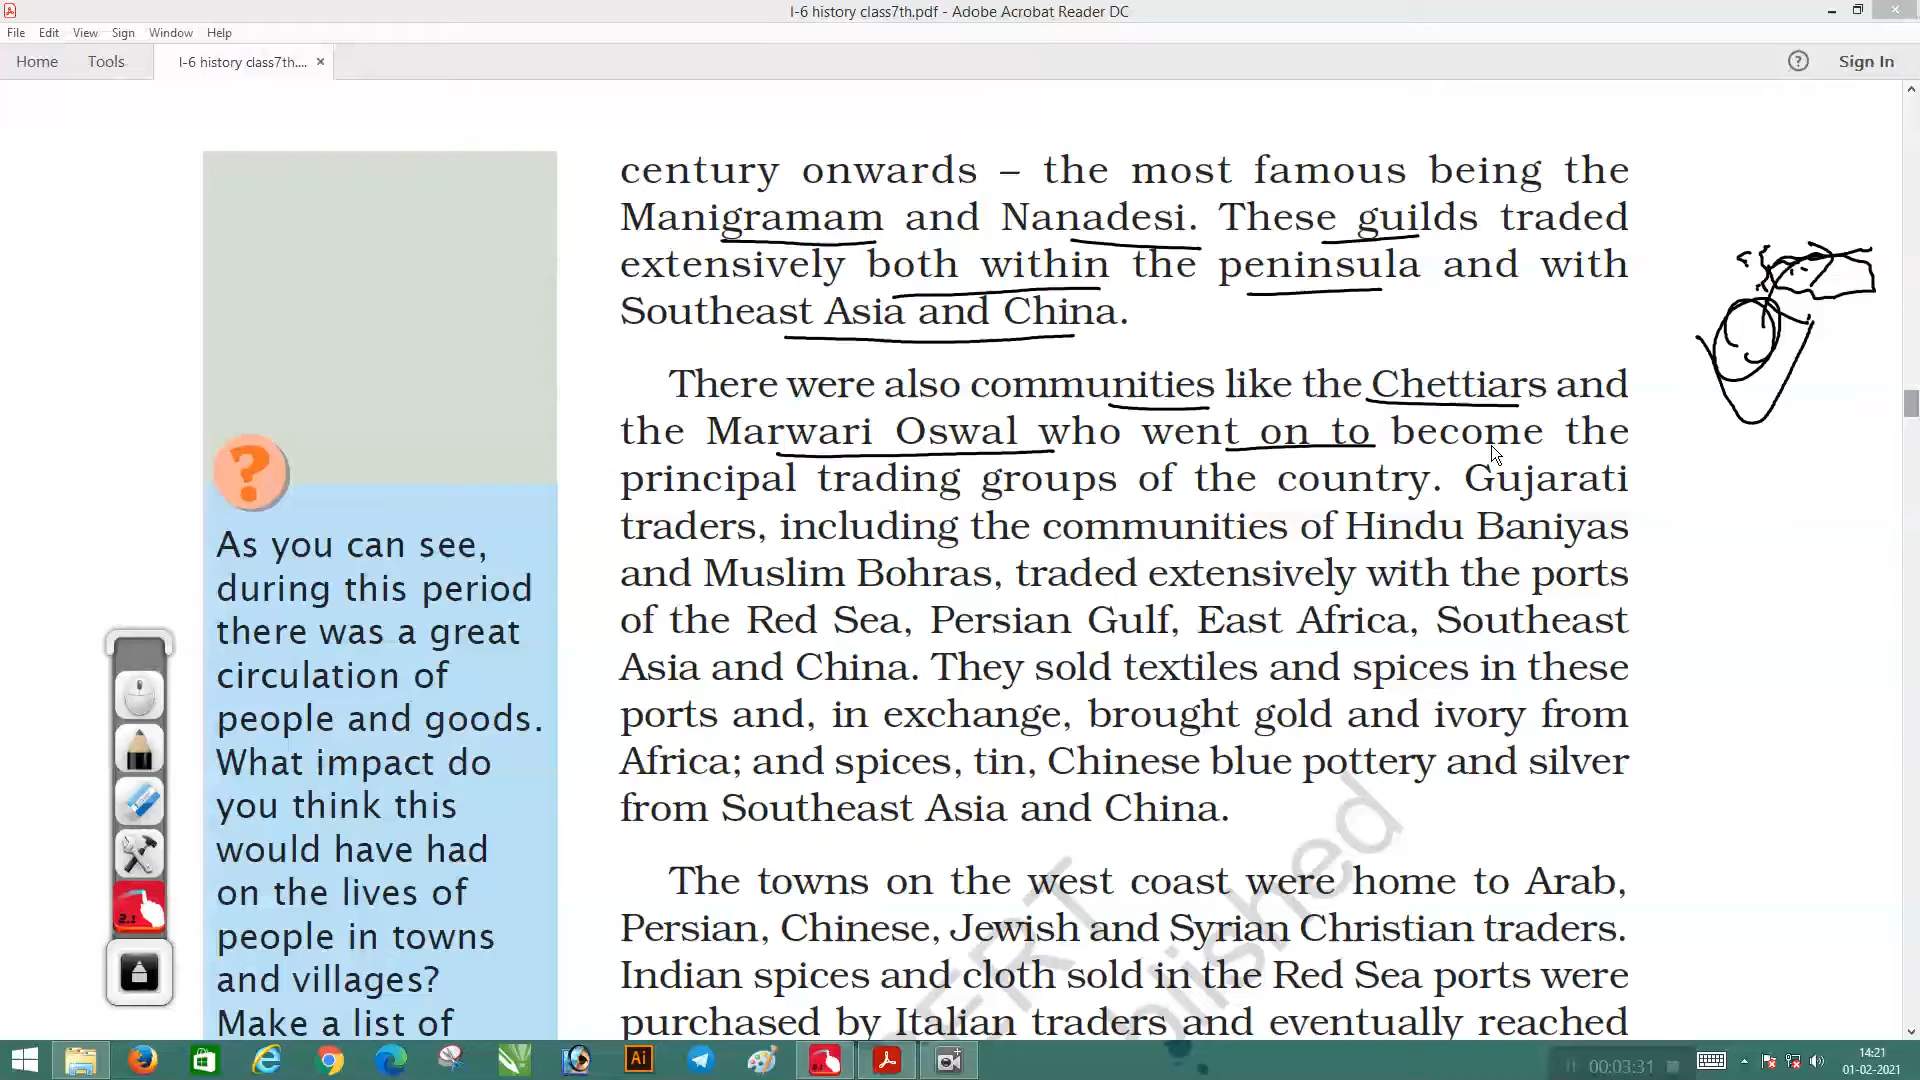 I-6 history class7th.pdf - Adobe Acrobat Reader DC
File Edit View Sign Window Help
Home Tools I-6 history class7th.... × ? Sign In
century onwards – the most famous being the
Manigramam and Nanadesi. These guilds traded
extensively both within the peninsula and with
Southeast Asia and China.
There were also communities like the Chettiars and
the Marwari Oswal who went on to become the
principal trading groups of the country. Gujarati
traders, including the communities of Hindu Baniyas
and Muslim Bohras, traded extensively with the ports
of the Red Sea, Persian Gulf, East Africa, Southeast
Asia and China. They sold textiles and spices in these
ports and, in exchange, brought gold and ivory from
Africa; and spices, tin, Chinese blue pottery and silver
from Southeast Asia and China.
The towns on the west coast were home to Arab,
Persian, Chinese, Jewish and Syrian Christian traders.
Indian spices and cloth sold in the Red Sea ports were
purchased by Italian traders and eventually reached
?
As you can see,
during this period
there was a great
circulation of
people and goods.
What impact do
you think this
would have had
on the lives of
people in towns
and villages?
Make a list of
2.1
Ai
00:03:31
14:21
01-02-2021